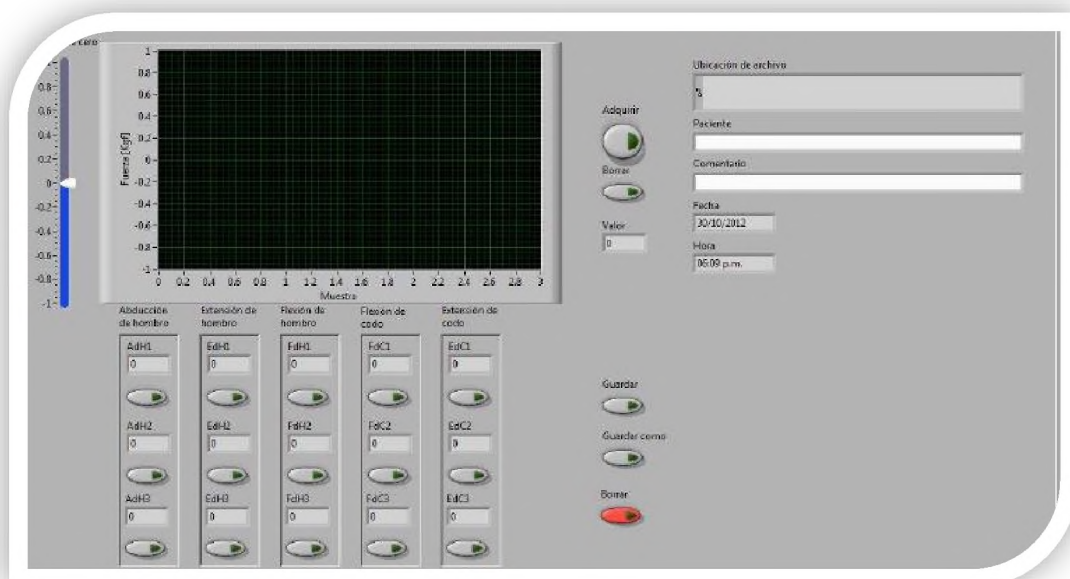 cero
1
0.8
0.6
0.4
0.2
0
-0.2
-0.4
-0.6
-0.8
-1
0.8
0.6
0.4
0.2
0
-0.2
-0.4
-0.6
-0.8
-1
Fuerza [Kgf]
0 0.2 0.4 0.6 0.8 1 1.2 1.4 1.6 1.8 2 2.2 2.4 2.6 2.8 3
Muestra
Adquirir
Borrar
Valor
0
Ubicación de archivo
Paciente
Comentario
Fecha
30/10/2012
Hora
06:09 p.m.
Abducción de hombro
Extensión de hombro
Flexión de hombro
Flexión de codo
Extensión de codo
AdH1 EdH1 FdH1 FdC1 EdC1
0 0 0 0 0
AdH2 EdH2 FdH2 FdC2 EdC2
0 0 0 0 0
AdH3 EdH3 FdH3 FdC3 EdC3
0 0 0 0 0
Guardar
Guardar como
Borrar